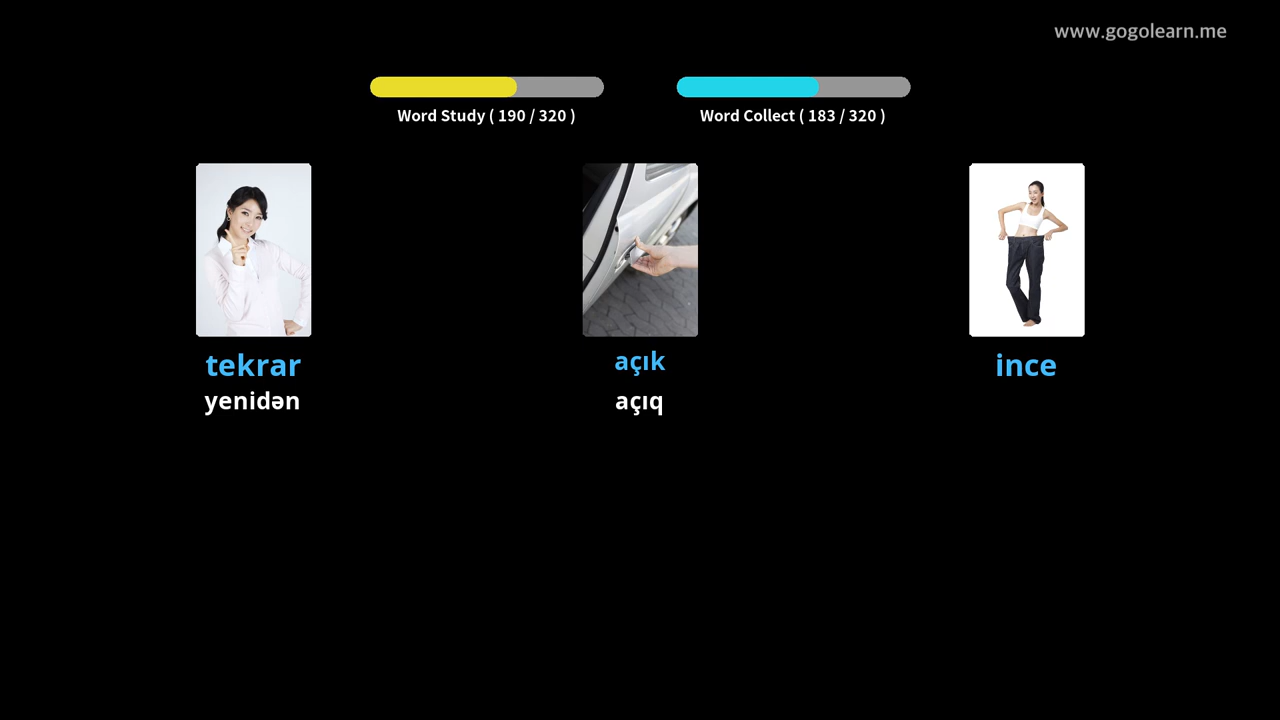 www.gogolearn.me
Word Study ( 190 / 320 )
Word Collect ( 183 / 320 )
tekrar
yenidən
açık
açıq
ince